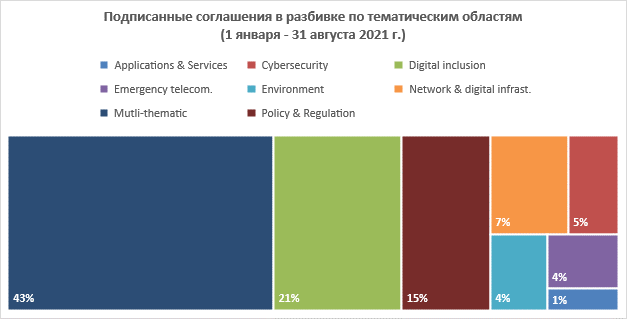 Подписанные соглашения в разбивке по тематическим областям
(1 января - 31 августа 2021 г.)
Applications & Services
Cybersecurity
Digital inclusion
Emergency telecom.
Environment
Network & digital infrast.
Mutli-thematic
Policy & Regulation
43%
21%
15%
7%
5%
4%
4%
1%